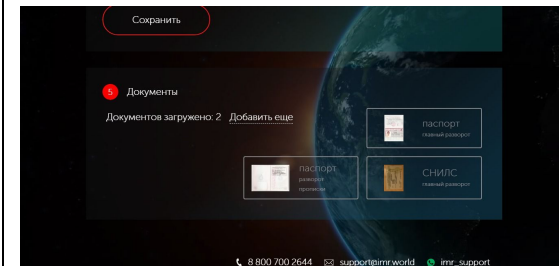 Сохранить
5 Документы
Документов загружено: 2 Добавить еще
паспорт
главный разворот
паспорт
разворот
прописки
СНИЛС
главный разворот
8 800 700 2644 support@imr.world imr_support